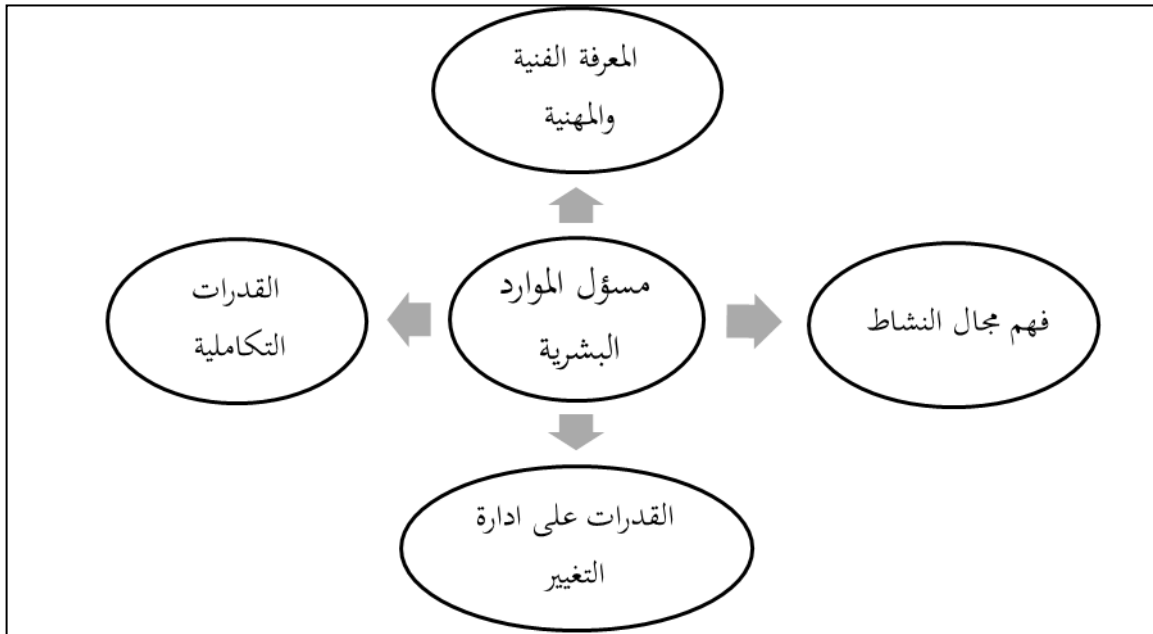 المعرفة الفنية
والمهنية
مسؤل الموارد
البشرية
فهم مجال النشاط
القدرات
التكاملية
القدرات على ادارة
التغيير